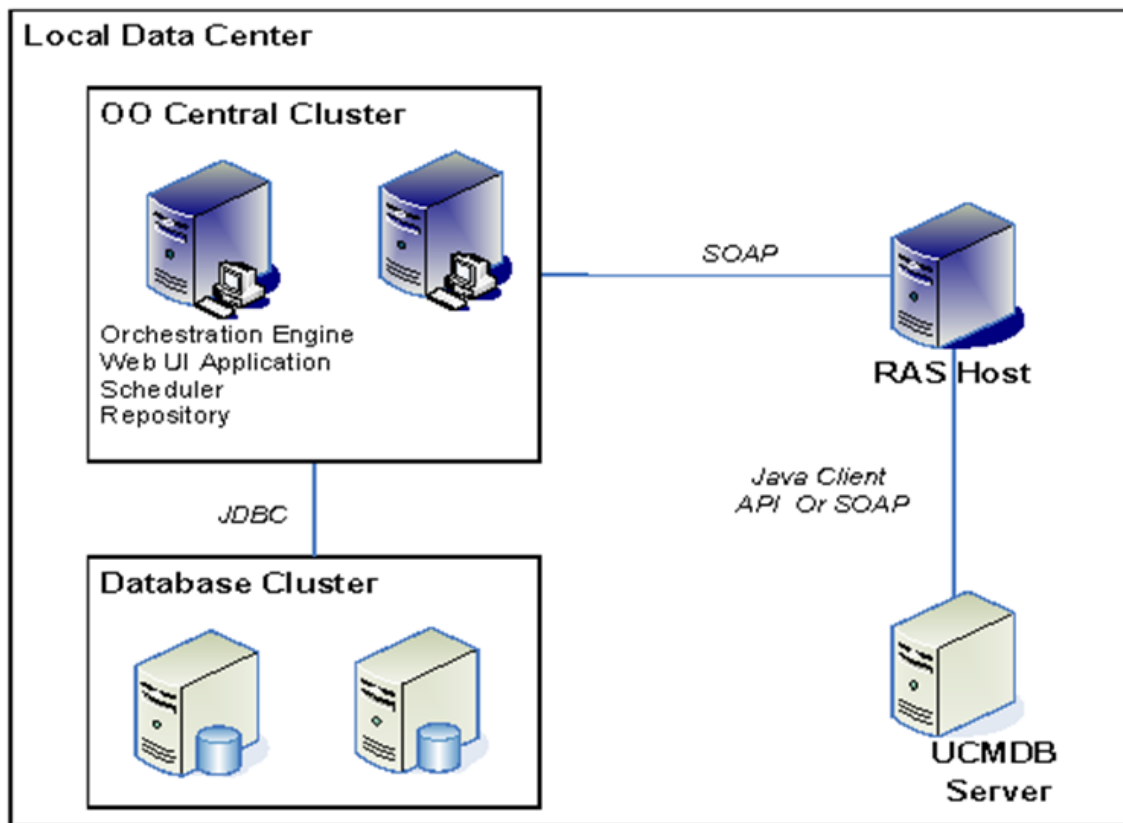 Local Data Center
OO Central Cluster
Orchestration Engine
Web UI Application
Scheduler
Repository
SOAP
RAS Host
JDBC
Java Client
API Or SOAP
Database Cluster
UCMDB
Server